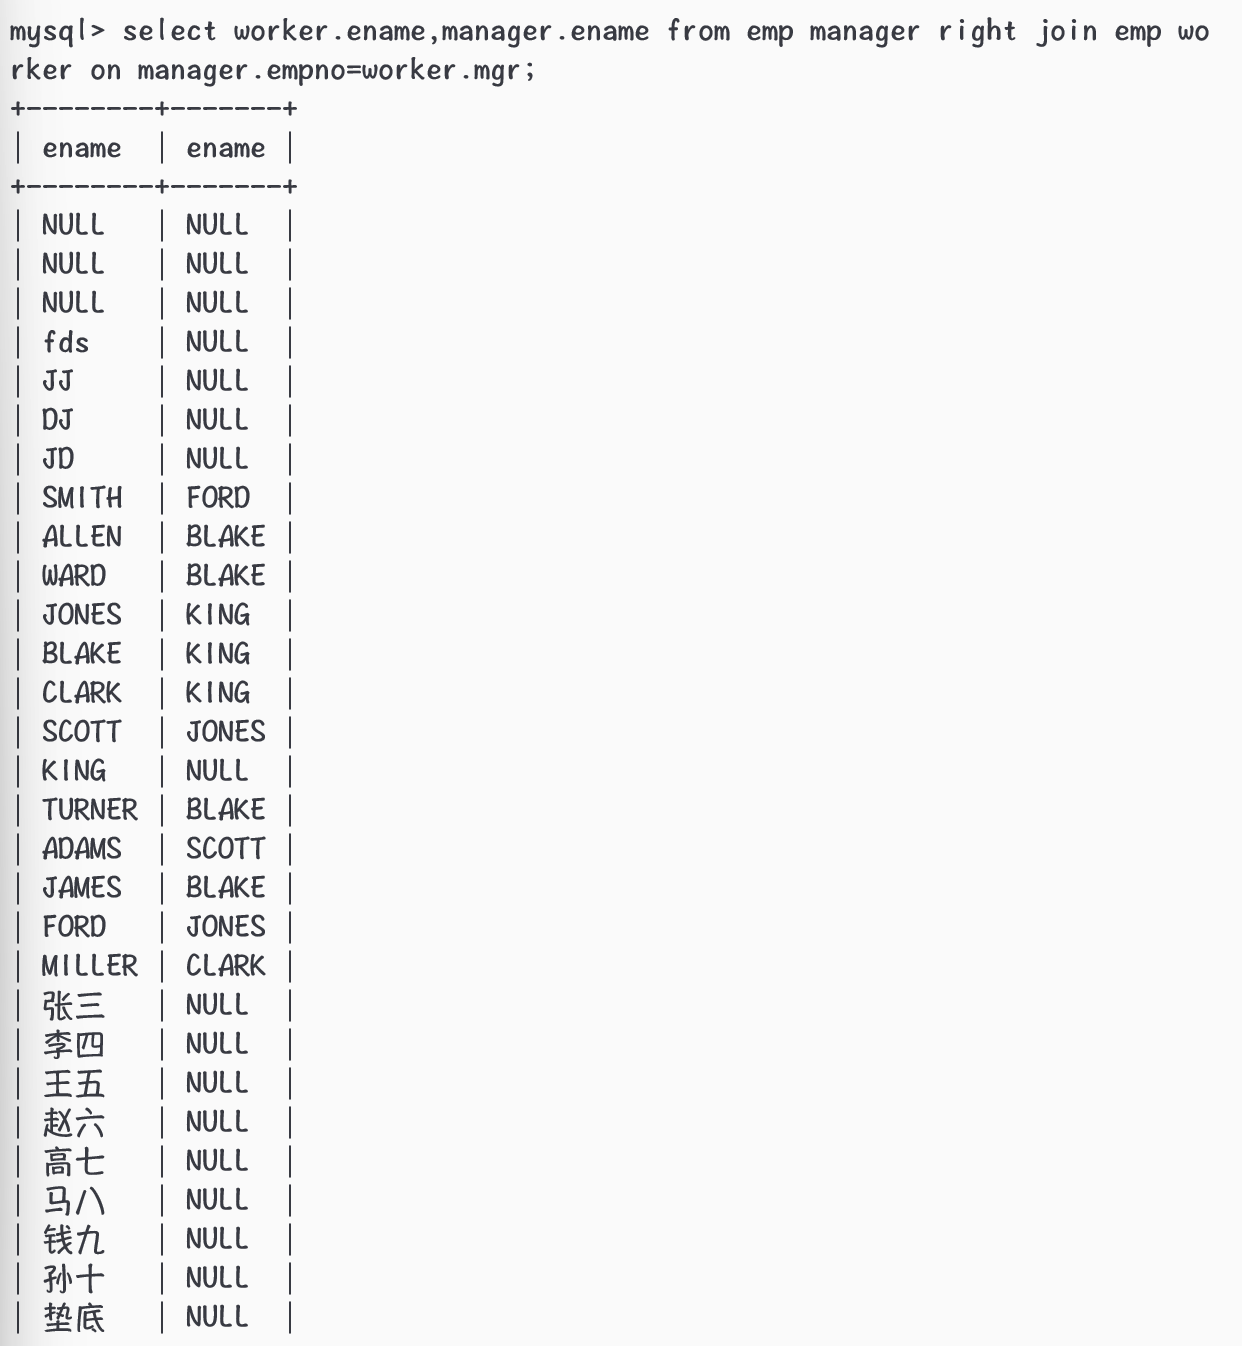 mysql> select worker.ename,manager.ename from emp manager right join emp wo
rker on manager.empno=worker.mgr;
+--------+-------+
| ename  | ename |
+--------+-------+
| NULL   | NULL  |
| NULL   | NULL  |
| NULL   | NULL  |
| fds    | NULL  |
| JJ     | NULL  |
| DJ     | NULL  |
| JD     | NULL  |
| SMITH  | FORD  |
| ALLEN  | BLAKE |
| WARD   | BLAKE |
| JONES  | KING  |
| BLAKE  | KING  |
| CLARK  | KING  |
| SCOTT  | JONES |
| KING   | NULL  |
| TURNER | BLAKE |
| ADAMS  | SCOTT |
| JAMES  | BLAKE |
| FORD   | JONES |
| MILLER | CLARK |
| 张三   | NULL  |
| 李四   | NULL  |
| 王五   | NULL  |
| 赵六   | NULL  |
| 高七   | NULL  |
| 马八   | NULL  |
| 钱九   | NULL  |
| 孙十   | NULL  |
| 垫底   | NULL  |